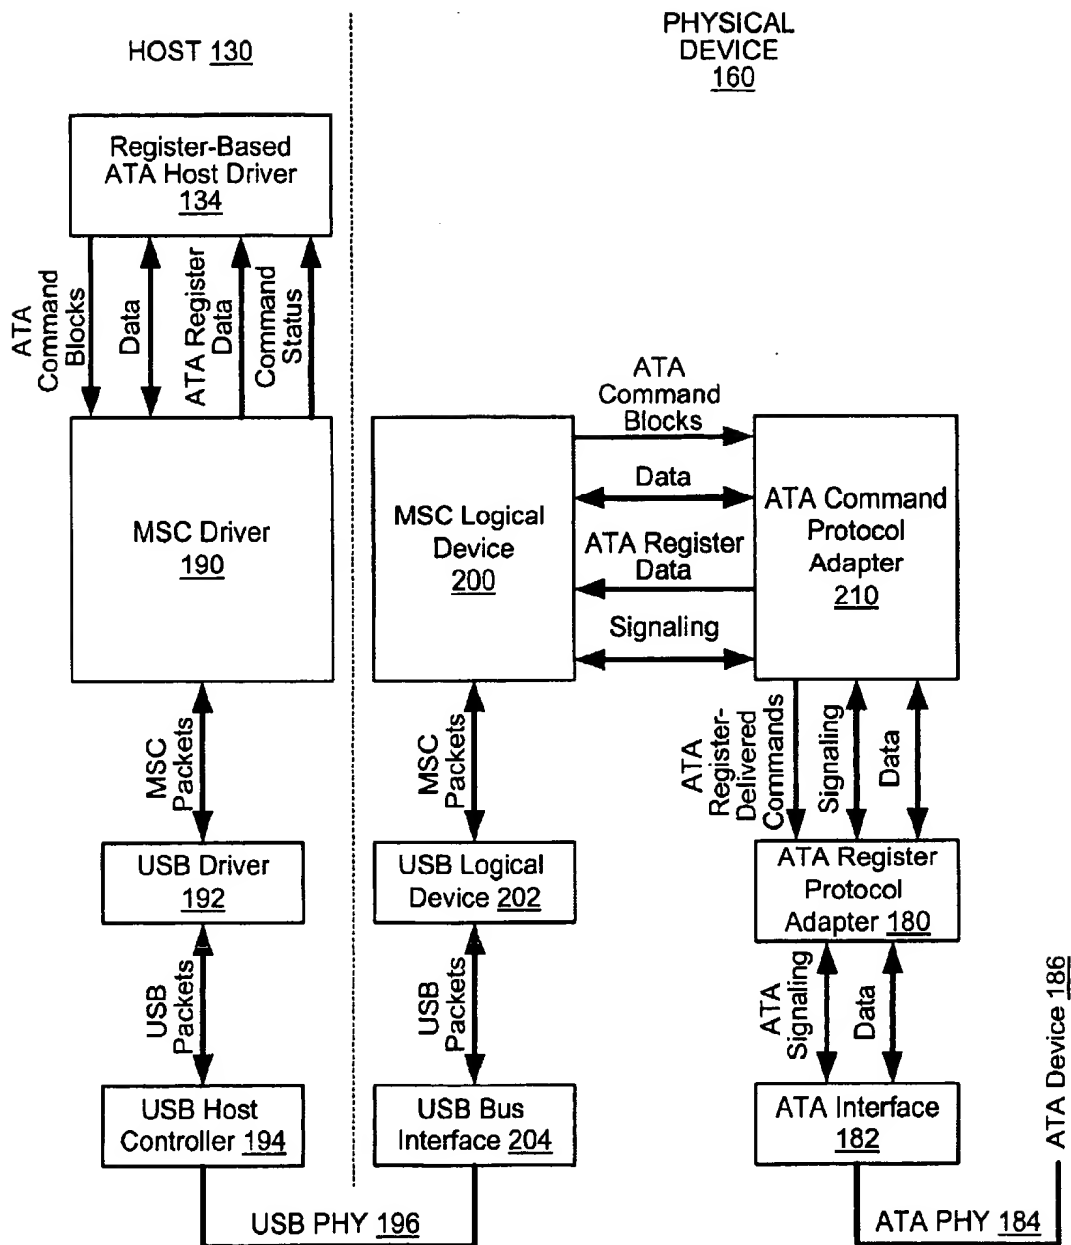 HOST 130
PHYSICAL
DEVICE
160
Register-Based
ATA Host Driver
134
ATA
Command
Blocks
Data
ATA Register
Data
Command
Status
MSC Driver
190
MSC Logical
Device
200
ATA
Command
Blocks
Data
ATA Register
Data
Signaling
ATA Command
Protocol
Adapter
210
MSC
Packets
MSC
Packets
ATA
Register-
Delivered
Commands
Signaling
Data
USB Driver
192
USB Logical
Device 202
ATA Register
Protocol
Adapter 180
USB
Packets
USB
Packets
ATA
Signaling
Data
ATA Device 186
USB Host
Controller 194
USB Bus
Interface 204
ATA Interface
182
USB PHY 196
ATA PHY 184